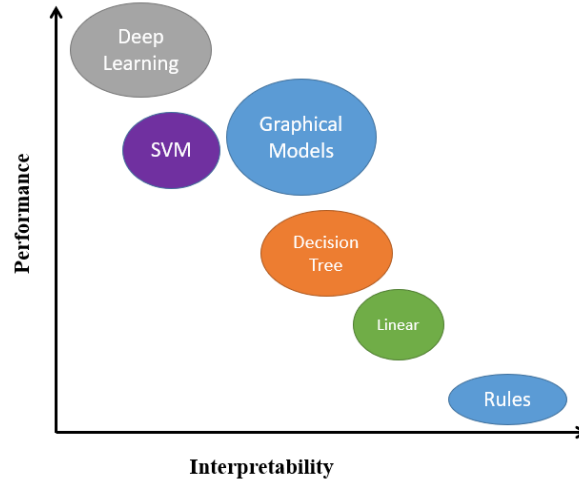 Deep
Learning
SVM
Graphical
Models
Decision
Tree
Linear
Rules
Performance
Interpretability